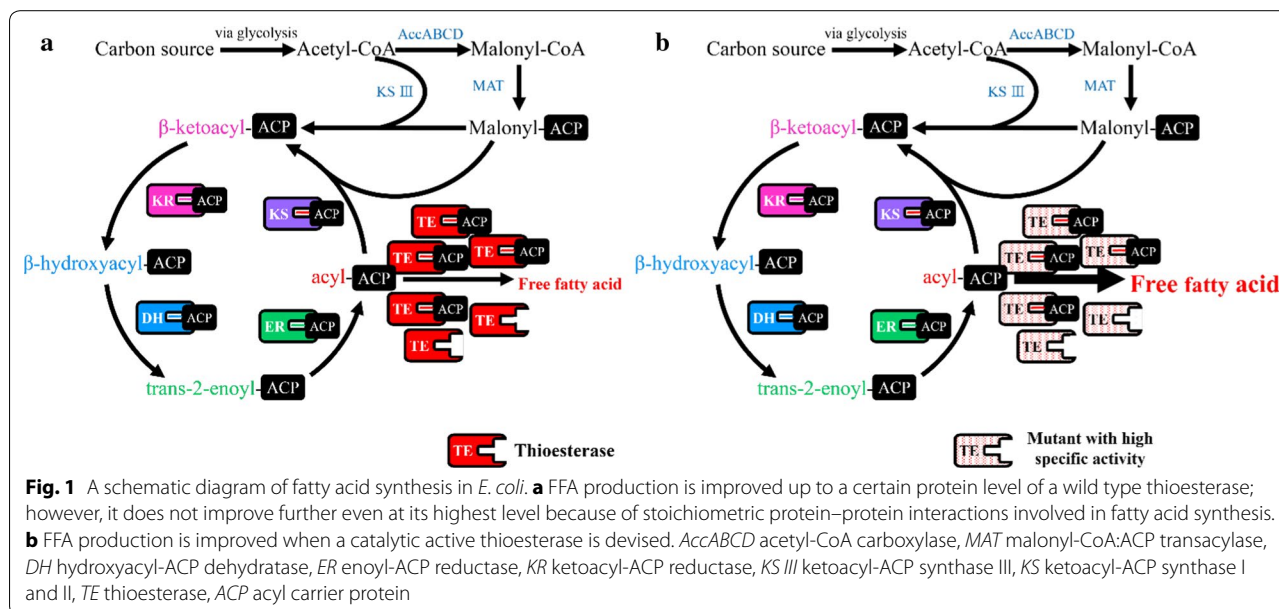 a
via glycolysis
AccABCD
Carbon source
Acetyl-CoA
Malonyl-CoA
KS III
MAT
β-ketoacyl-ACP
Malonyl-ACP
KR ACP
KS ACP
TE ACP
TE ACP
TE ACP
β-hydroxyacyl-ACP
acyl-ACP
Free fatty acid
DH ACP
ER ACP
TE ACP
TE
TE
trans-2-enoyl-ACP
TE Thioesterase
b
via glycolysis
AccABCD
Carbon source
Acetyl-CoA
Malonyl-CoA
KS III
MAT
β-ketoacyl-ACP
Malonyl-ACP
KR ACP
KS ACP
TE ACP
TE ACP
TE ACP
β-hydroxyacyl-ACP
acyl-ACP
Free fatty acid
DH ACP
ER ACP
TE ACP
TE
TE
trans-2-enoyl-ACP
TE
Mutant with high
specific activity
Fig. 1 A schematic diagram of fatty acid synthesis in E. coli. a FFA production is improved up to a certain protein level of a wild type thioesterase;
however, it does not improve further even at its highest level because of stoichiometric protein–protein interactions involved in fatty acid synthesis.
b FFA production is improved when a catalytic active thioesterase is devised. AccABCD acetyl-CoA carboxylase, MAT malonyl-CoA:ACP transacylase,
DH hydroxyacyl-ACP dehydratase, ER enoyl-ACP reductase, KR ketoacyl-ACP reductase, KS III ketoacyl-ACP synthase III, KS ketoacyl-ACP synthase I
and II, TE thioesterase, ACP acyl carrier protein